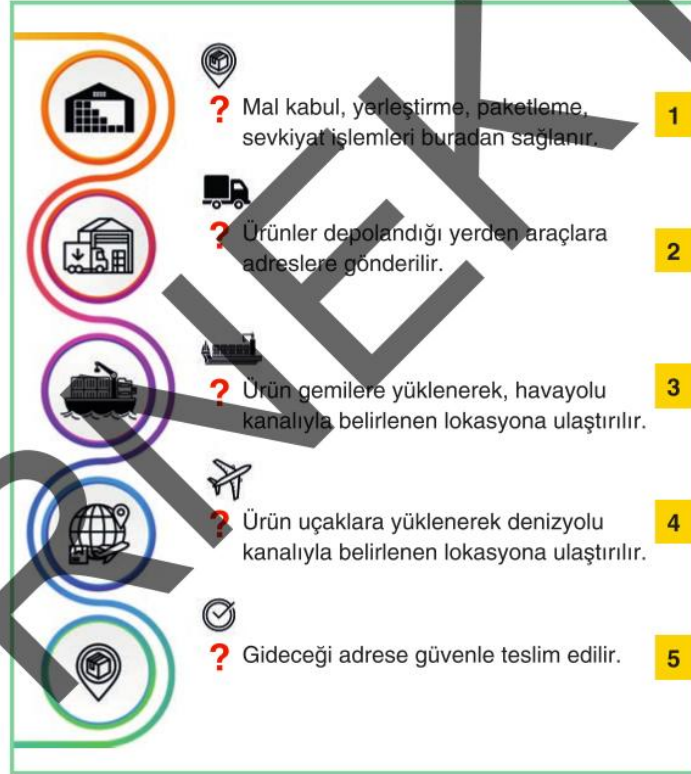 ? Mal kabul, yerleştirme, paketleme,
sevkiyat işlemleri buradan sağlanır.
1
? Ürünler depolandığı yerden araçlara
adreslere gönderilir.
2
? Ürün gemilere yüklenerek, havayolu
kanalıyla belirlenen lokasyona ulaştırılır.
3
? Ürün uçaklara yüklenerek denizyolu
kanalıyla belirlenen lokasyona ulaştırılır.
4
? Gideceği adrese güvenle teslim edilir.
5